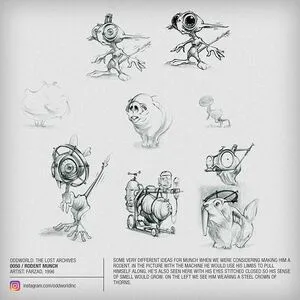 ODDWORLD: THE LOST ARCHIVES
0050 / RODENT MUNCH
ARTIST: FARZAD, 1998
SOME VERY DIFFERENT IDEAS FOR MUNCH WHEN WE WERE CONSIDERING MAKING HIM A
RODENT. IN THE PICTURE WITH THE MACHINE HE WOULD USE HIS LIMBS TO PULL
HIMSELF ALONG. HE'S ALSO SEEN HERE WITH HIS EYES STITCHED CLOSED SO HIS SENSE
OF SMELL WOULD GROW. ON THE LEFT WE SEE HIM WEARING A STEEL CROWN OF
THORNS.
instagram.com/oddworldinc